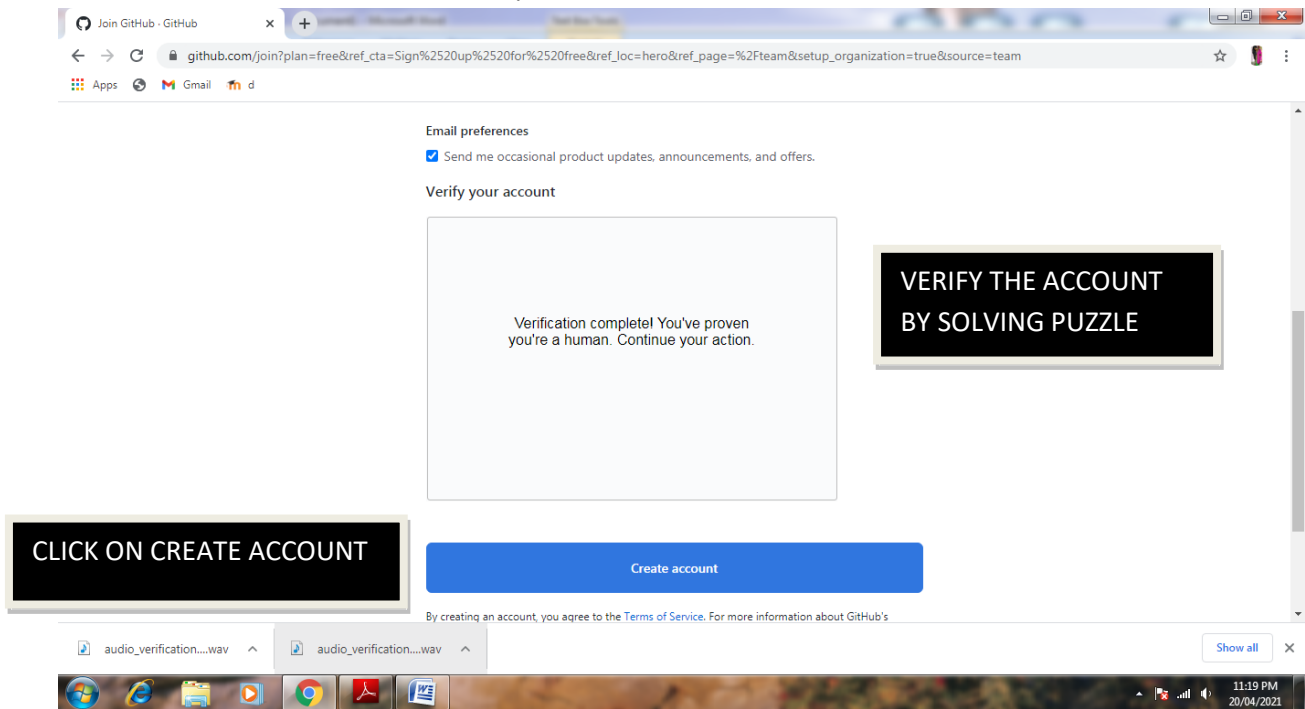 Join GitHub · GitHub
github.com/join?plan=free&ref_cta=Sign%2520up%2520for%2520free&ref_loc=hero&ref_page=%2Fteam&setup_organization=true&source=team
Apps Gmail d
Email preferences
Send me occasional product updates, announcements, and offers.
Verify your account
Verification complete! You've proven
you're a human. Continue your action.
VERIFY THE ACCOUNT
BY SOLVING PUZZLE
CLICK ON CREATE ACCOUNT
Create account
By creating an account, you agree to the Terms of Service. For more information about GitHub's
audio_verification....wav audio_verification....wav Show all
11:19 PM
20/04/2021